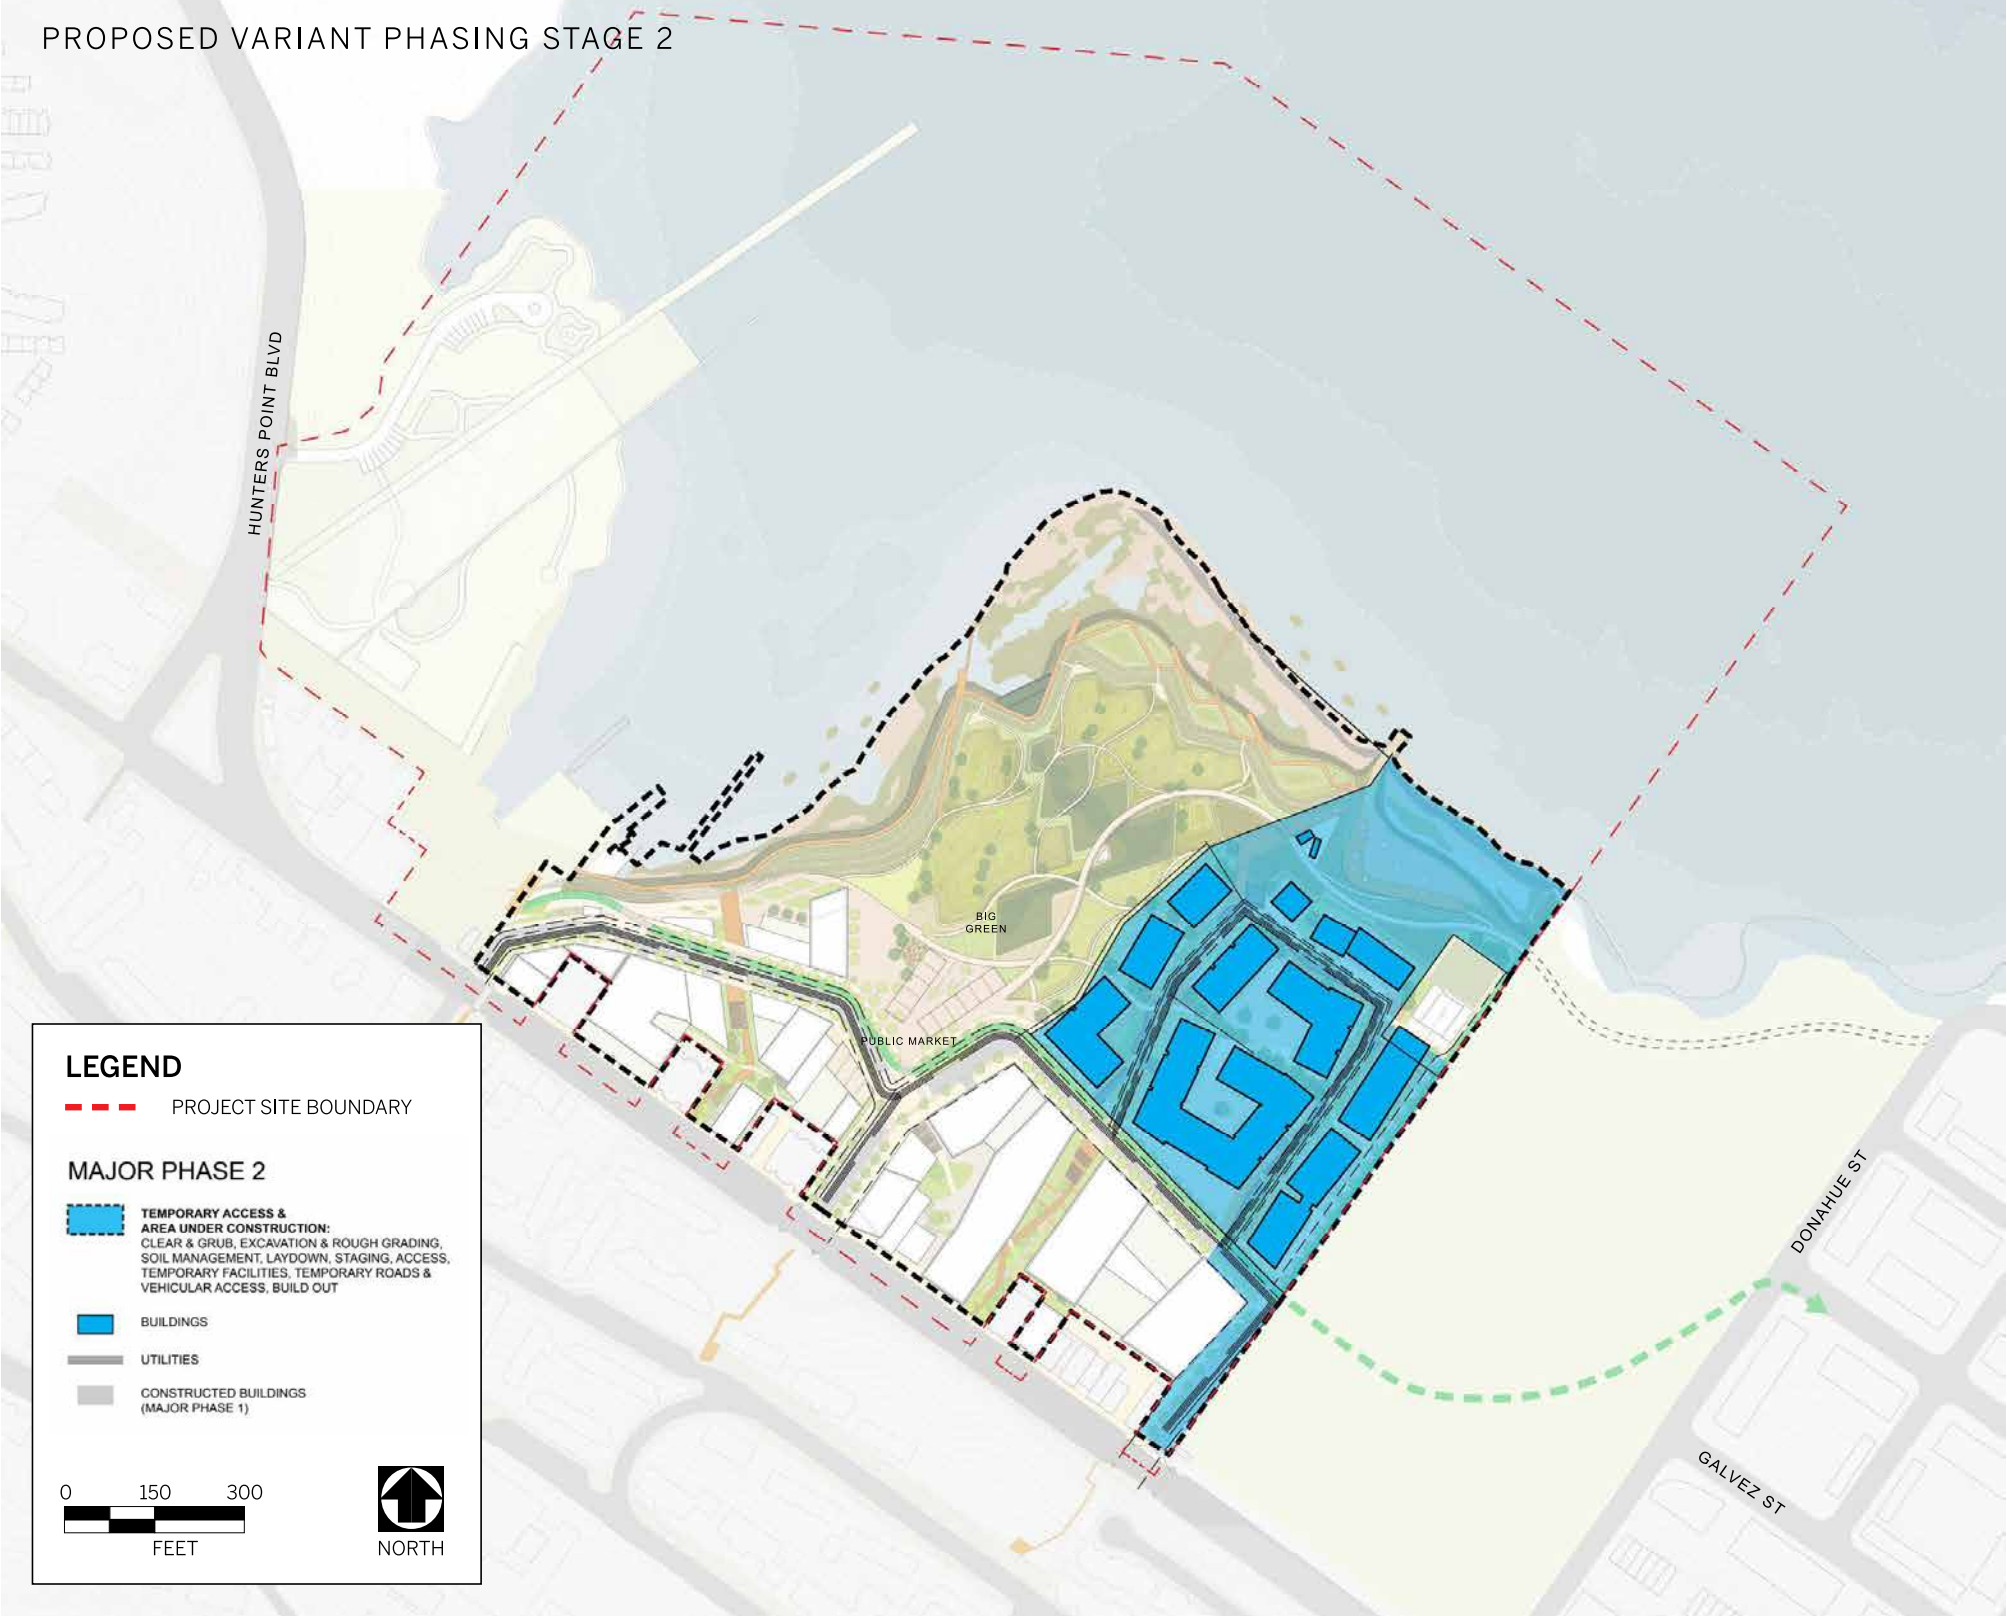 PROPOSED VARIANT PHASING STAGE 2
HUNTERS POINT BLVD
BIG
GREEN
PUBLIC MARKET
DONAHUE ST
GALVEZ ST
LEGEND
PROJECT SITE BOUNDARY
MAJOR PHASE 2
TEMPORARY ACCESS &
AREA UNDER CONSTRUCTION:
CLEAR & GRUB, EXCAVATION & ROUGH GRADING,
SOIL MANAGEMENT, LAYDOWN, STAGING, ACCESS,
TEMPORARY FACILITIES, TEMPORARY ROADS &
VEHICULAR ACCESS, BUILD OUT
BUILDINGS
UTILITIES
CONSTRUCTED BUILDINGS
(MAJOR PHASE 1)
0 150 300
FEET
NORTH